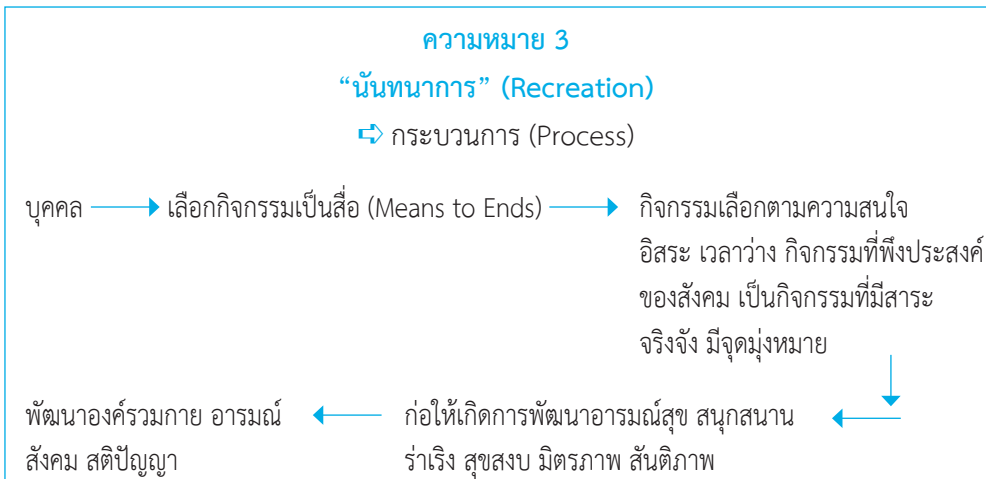 ความหมาย 3
“นันทนาการ” (Recreation)
➪ กระบวนการ (Process)
บุคคล → เลือกกิจกรรมเป็นสื่อ (Means to Ends) → กิจกรรมเลือกตามความสนใจ
อิสระ เวลาว่าง กิจกรรมที่พึงประสงค์
ของสังคม เป็นกิจกรรมที่มีสาระ
จริงจัง มีจุดมุ่งหมาย
ก่อให้เกิดการพัฒนาอารมณ์สุข สนุกสนาน
ร่าเริง สุขสงบ มิตรภาพ สันติภาพ
พัฒนาองค์รวมกาย อารมณ์
สังคม สติปัญญา